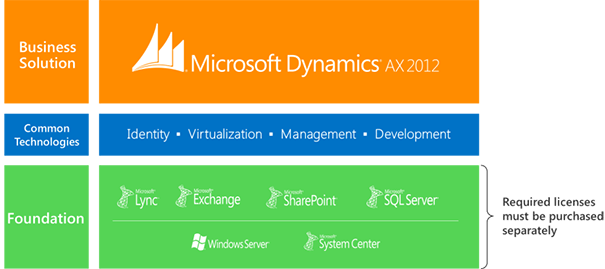 Business
Solution
Microsoft Dynamics® AX 2012
Common
Technologies
Identity ▪ Virtualization ▪ Management ▪ Development
Foundation
Microsoft®
Lync
Microsoft®
Exchange
Microsoft®
SharePoint
Microsoft®
SQL Server
Windows Server
Microsoft®
System Center
Required licenses
must be purchased
separately